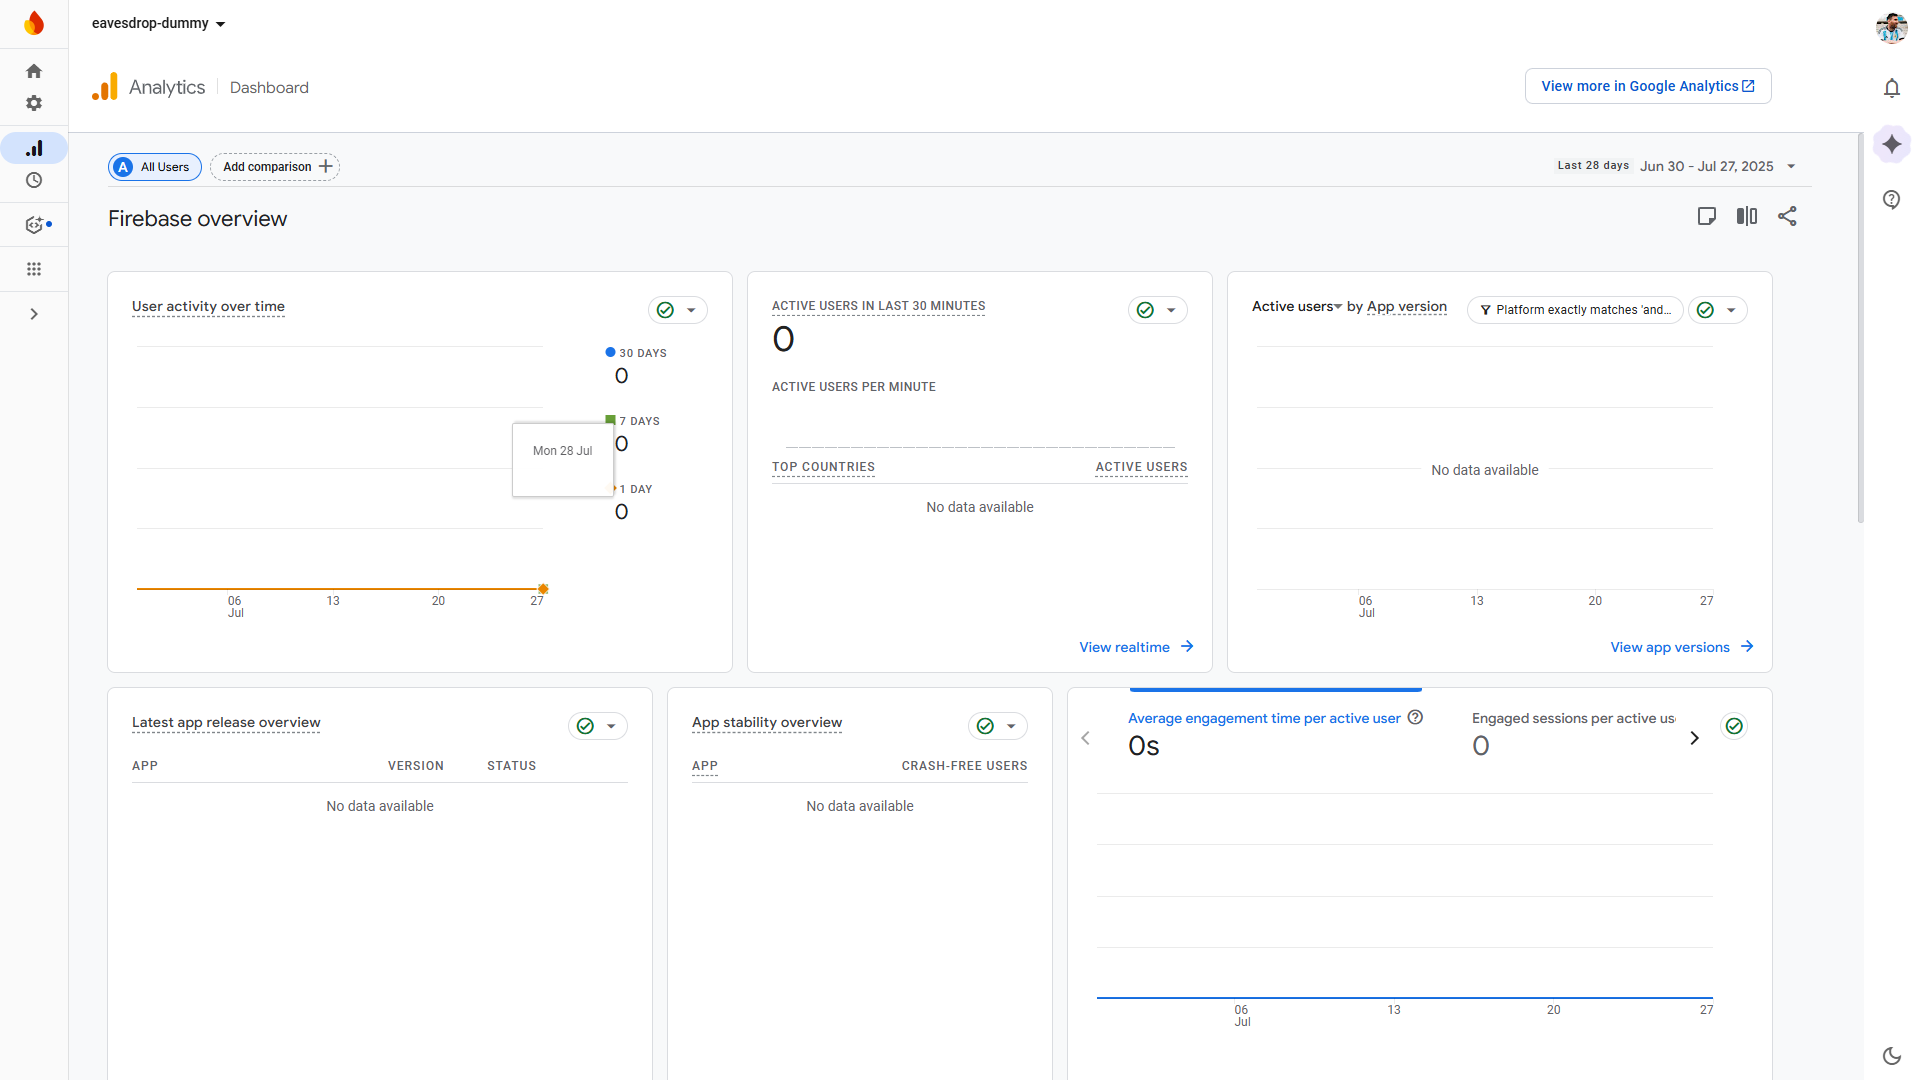 eavesdrop-dummy
Analytics
Dashboard
View more in Google Analytics
A All Users
Add comparison
Last 28 days Jun 30 - Jul 27, 2025
Firebase overview
User activity over time
30 DAYS
0
7 DAYS
0
1 DAY
0
Mon 28 Jul
06
Jul
13
20
27
ACTIVE USERS IN LAST 30 MINUTES
0
ACTIVE USERS PER MINUTE
TOP COUNTRIES
ACTIVE USERS
No data available
View realtime
Active users by App version
Platform exactly matches 'and...
No data available
06
Jul
13
20
27
View app versions
Latest app release overview
APP
VERSION
STATUS
No data available
App stability overview
APP
CRASH-FREE USERS
No data available
Average engagement time per active user
0s
Engaged sessions per active us
0
06
Jul
13
20
27